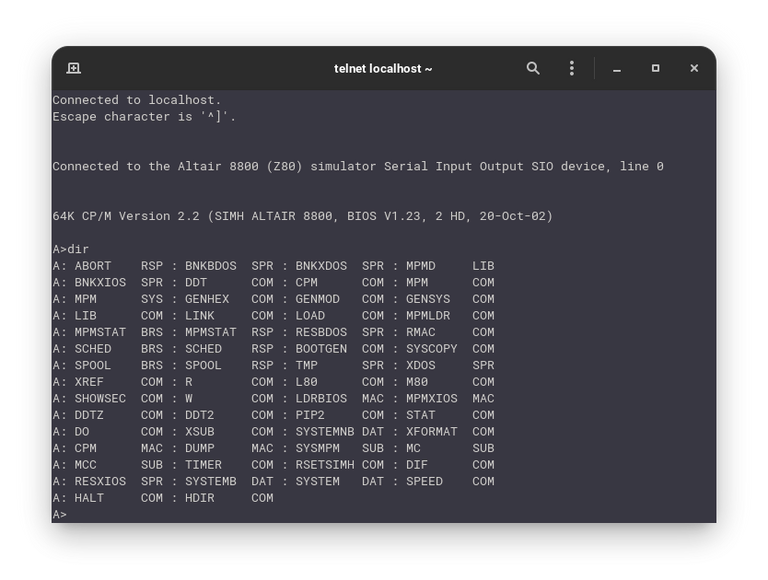 telnet localhost ~
Connected to localhost.
Escape character is '^]'.
Connected to the Altair 8800 (Z80) simulator Serial Input Output SIO device, line 0
64K CP/M Version 2.2 (SIMH ALTAIR 8800, BIOS V1.23, 2 HD, 20-Oct-02)
A>dir
A: ABORT    RSP : BNKBDOS  SPR : BNKXDOS  SPR : MPMD     LIB
A: BNKXIOS  SPR : DDT      COM : CPM      COM : MPM      COM
A: MPM      SYS : GENHEX   COM : GENMOD   COM : GENSYS   COM
A: LIB      COM : LINK     COM : LOAD     COM : MPMLDR   COM
A: MPMSTAT  BRS : MPMSTAT  RSP : RESBDOS  SPR : RMAC     COM
A: SCHED    BRS : SCHED    RSP : BOOTGEN  COM : SYSCOPY  COM
A: SPOOL    BRS : SPOOL    RSP : TMP      SPR : XDOS     SPR
A: XREF     COM : R        COM : L80      COM : M80      COM
A: SHOWSEC  COM : W        COM : LDRBIOS  MAC : MPMXIOS  MAC
A: DDTZ     COM : DDT2     COM : PIP2     COM : STAT     COM
A: DO       COM : XSUB     COM : SYSTEMNB DAT : XFORMAT  COM
A: CPM      MAC : DUMP     MAC : SYSMPM   SUB : MC       SUB
A: MCC      SUB : TIMER    COM : RSETSIMH COM : DIF      COM
A: RESXIOS  SPR : SYSTEMB  DAT : SYSTEM   DAT : SPEED    COM
A: HALT     COM : HDIR     COM
A>